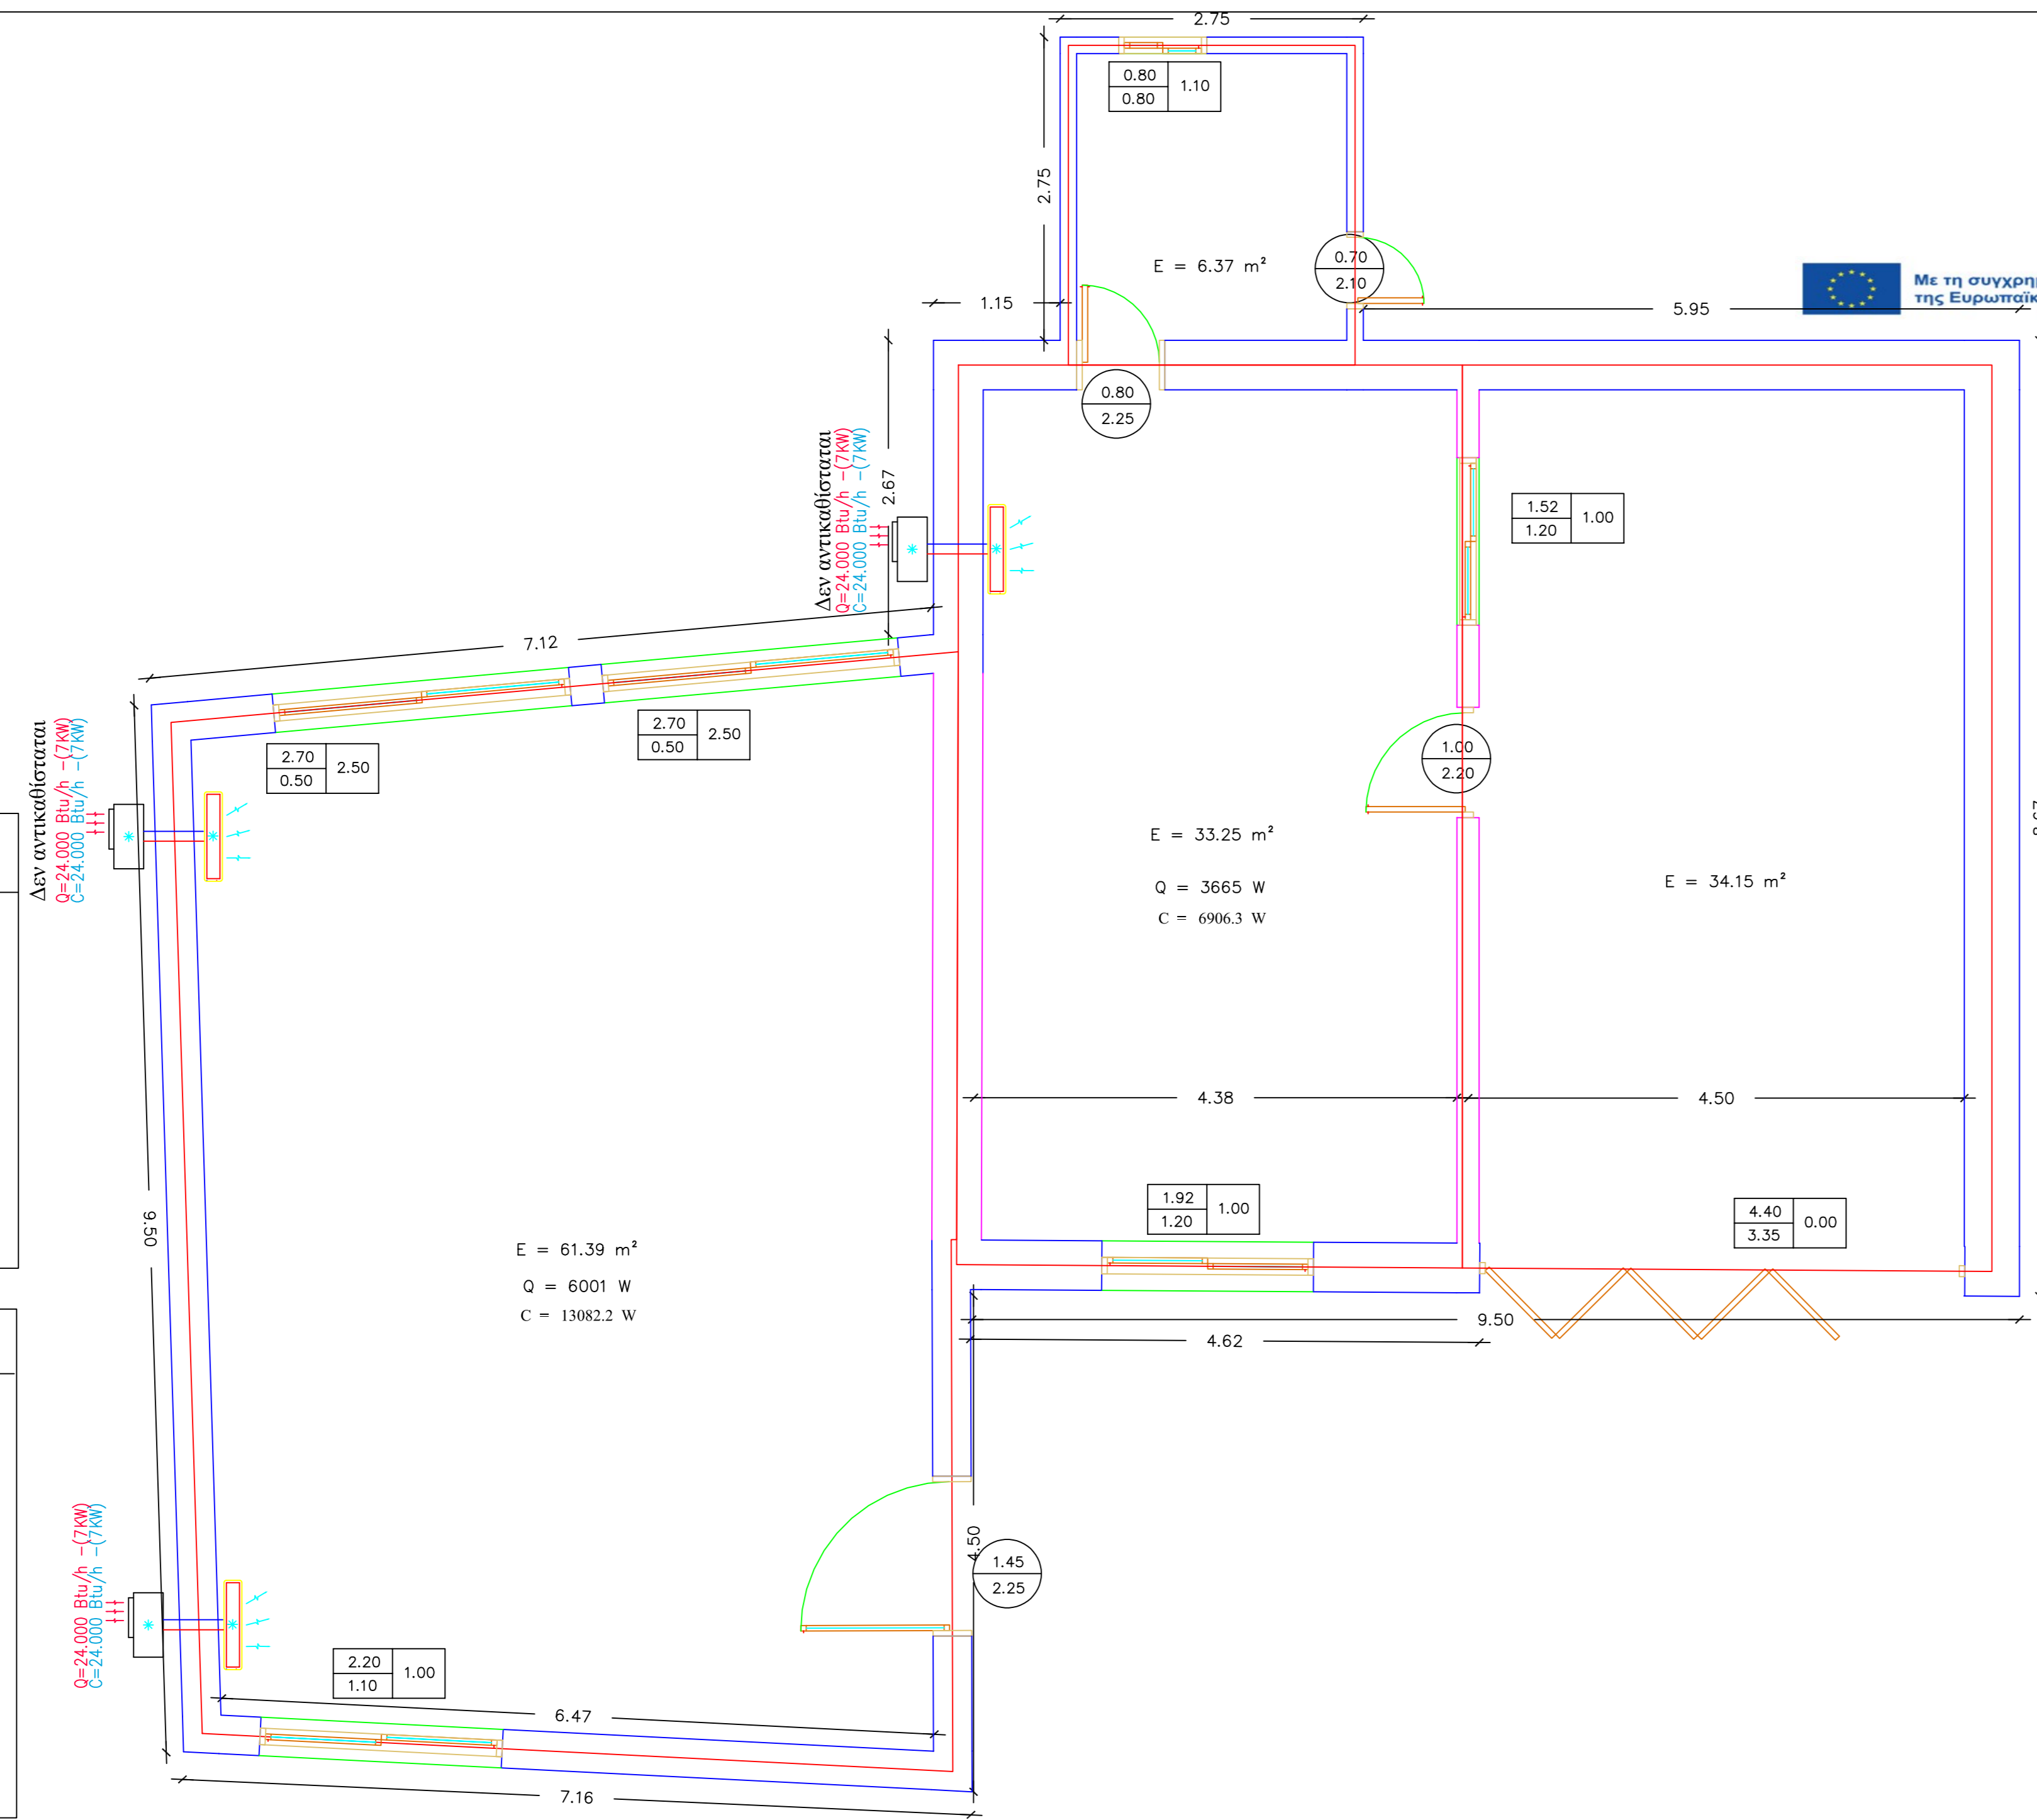 2.75
0.80
0.80
1.10
2.75
E = 6.37 m²
0.70
2.10
Με τη συγχρη
της Ευρωπαϊκ
1.15
5.95
0.80
2.25
Δεν αντικαθίσταται
Q=24.000 Btu/h -(7KW)
C=24.000 Btu/h -(7KW)
2.67
1.52
1.20
1.00
7.12
2.70
0.50
2.50
2.70
0.50
2.50
1.00
2.20
Δεν αντικαθίσταται
Q=24.000 Btu/h -(7KW)
C=24.000 Btu/h -(7KW)
E = 33.25 m²
Q = 3665 W
C = 6906.3 W
E = 34.15 m²
4.38
4.50
9.50
1.92
1.20
1.00
4.40
3.35
0.00
E = 61.39 m²
Q = 6001 W
C = 13082.2 W
9.50
4.62
4.50
1.45
2.25
Q=24.000 Btu/h -(7KW)
C=24.000 Btu/h -(7KW)
2.20
1.10
1.00
6.47
7.16